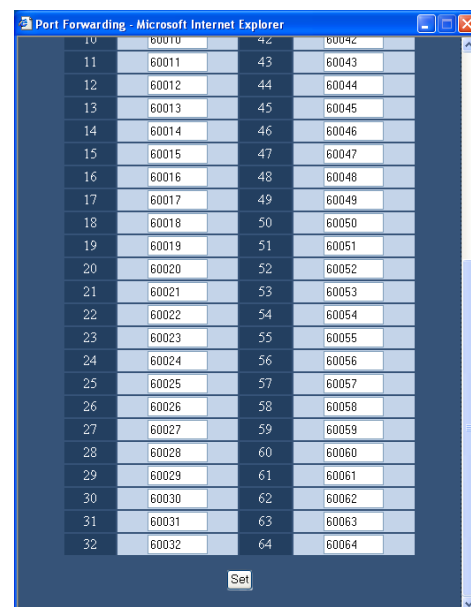 Port Forwarding - Microsoft Internet Explorer
10 60010 42 60042
11 60011 43 60043
12 60012 44 60044
13 60013 45 60045
14 60014 46 60046
15 60015 47 60047
16 60016 48 60048
17 60017 49 60049
18 60018 50 60050
19 60019 51 60051
20 60020 52 60052
21 60021 53 60053
22 60022 54 60054
23 60023 55 60055
24 60024 56 60056
25 60025 57 60057
26 60026 58 60058
27 60027 59 60059
28 60028 60 60060
29 60029 61 60061
30 60030 62 60062
31 60031 63 60063
32 60032 64 60064
Set